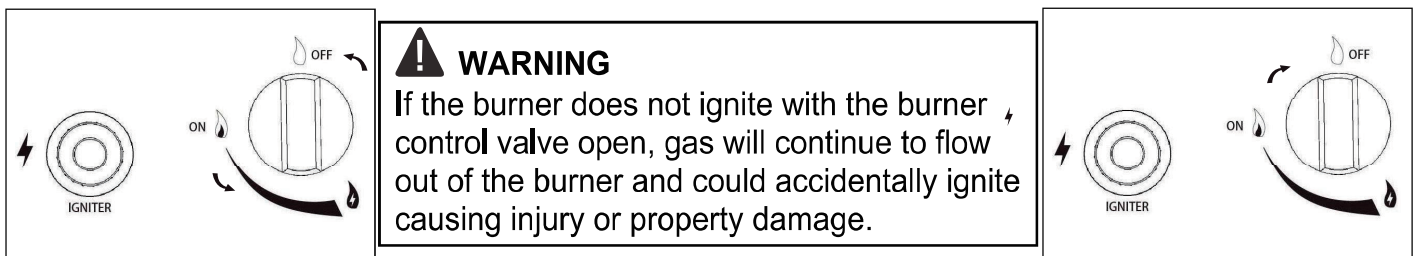 OFF
ON
IGNITER
WARNING
If the burner does not ignite with the burner
control valve open, gas will continue to flow
out of the burner and could accidentally ignite
causing injury or property damage.
OFF
ON
IGNITER